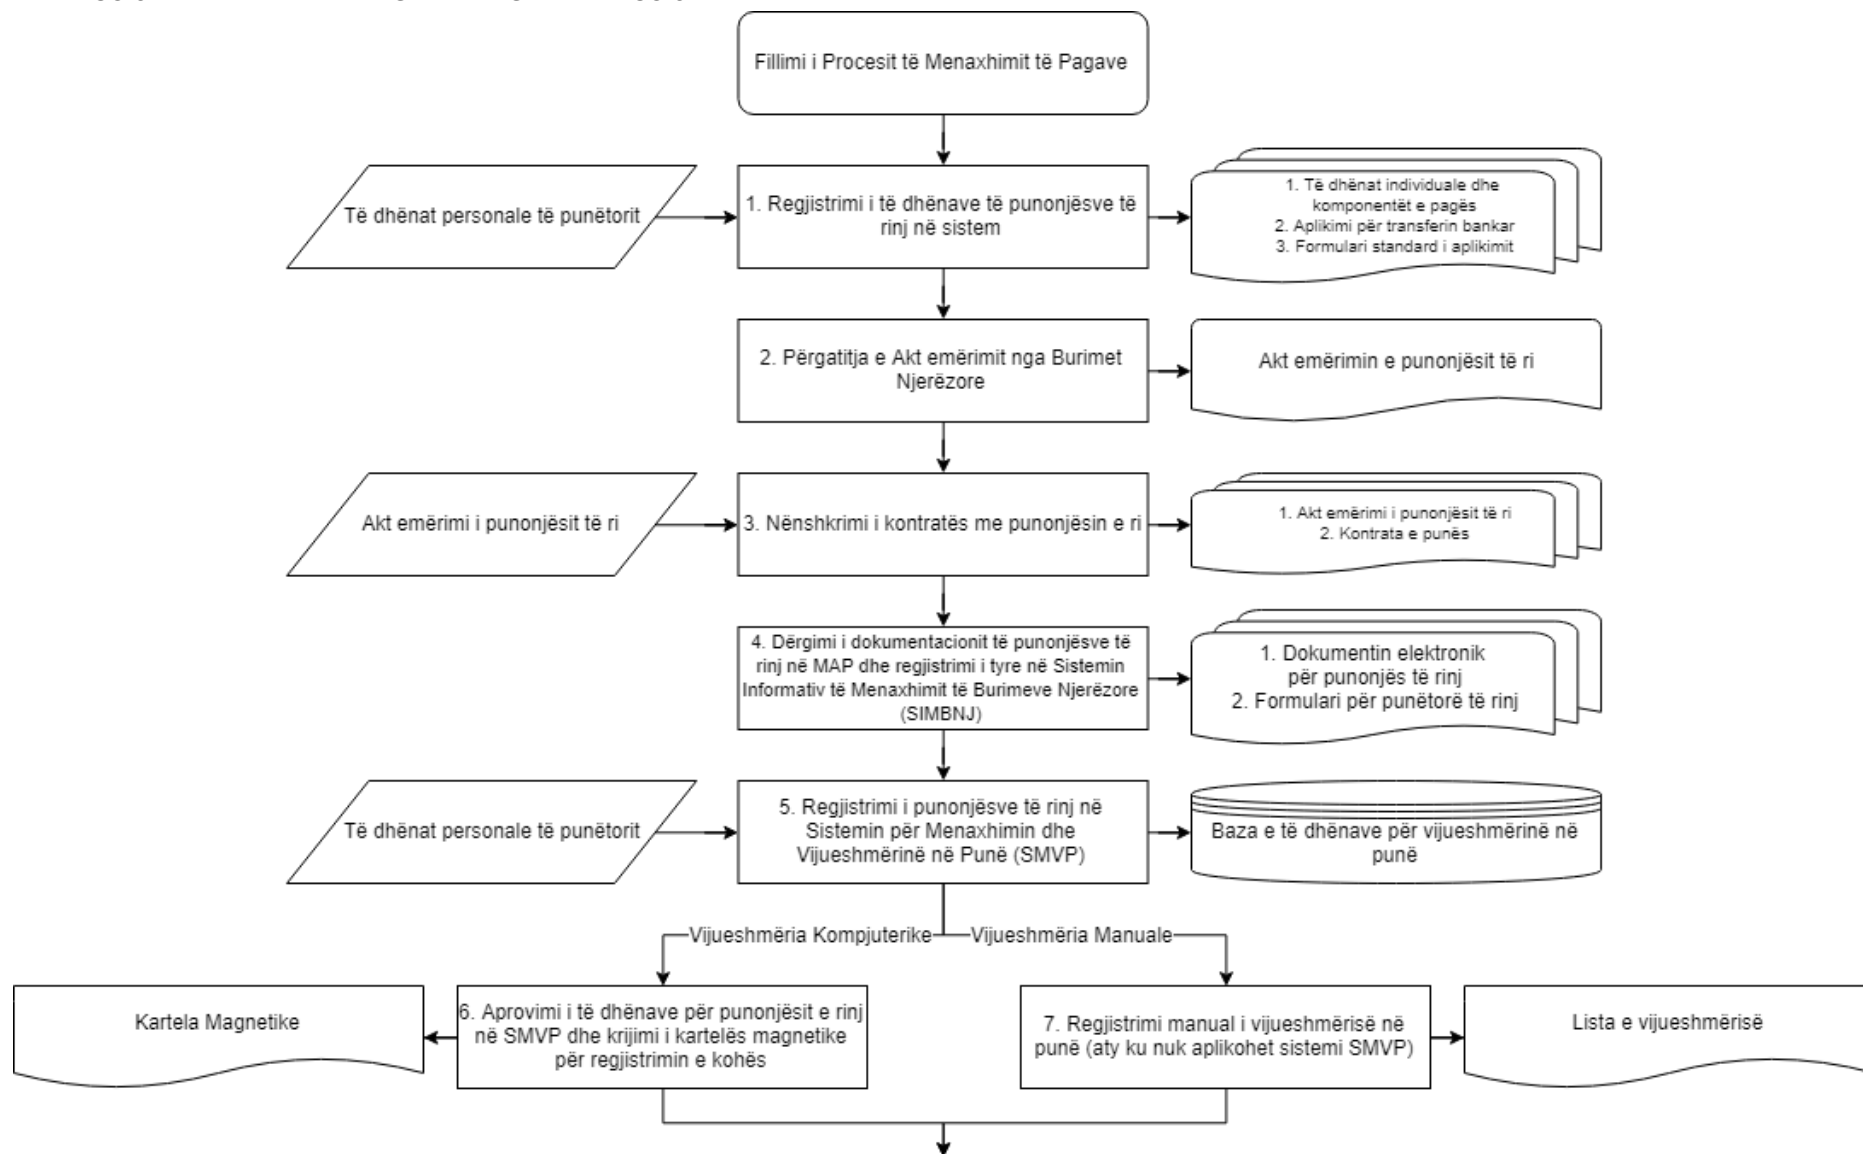 Fillimi i Procesit të Menaxhimit të Pagave
Të dhënat personale të punëtorit
1. Regjistrimi i të dhënave të punonjësve të
rinj në sistem
1. Të dhënat individuale dhe
komponentët e pagës
2. Aplikimi për transferin bankar
3. Formulari standard i aplikimit
2. Përgatitja e Akt emërimit nga Burimet
Njerëzore
Akt emërimin e punonjësit të ri
Akt emërimi i punonjësit të ri
3. Nënshkrimi i kontratës me punonjësin e ri
1. Akt emërimi i punonjësit të ri
2. Kontrata e punës
4. Dërgimi i dokumentacionit të punonjësve të
rinj në MAP dhe regjistrimi i tyre në Sistemin
Informativ të Menaxhimit të Burimeve Njerëzore
(SIMBNJ)
1. Dokumentin elektronik
për punonjës të rinj
2. Formulari për punëtorë të rinj
Të dhënat personale të punëtorit
5. Regjistrimi i punonjësve të rinj në
Sistemin për Menaxhimin dhe
Vijueshmërinë në Punë (SMVP)
Baza e të dhënave për vijueshmërinë në
punë
Vijueshmëria Kompjuterike
Vijueshmëria Manuale
Kartela Magnetike
6. Aprovimi i të dhënave për punonjësit e rinj
në SMVP dhe krijimi i kartelës magnetike
për regjistrimin e kohës
7. Regjistrimi manual i vijueshmërisë në
punë (aty ku nuk aplikohet sistemi SMVP)
Lista e vijueshmërisë